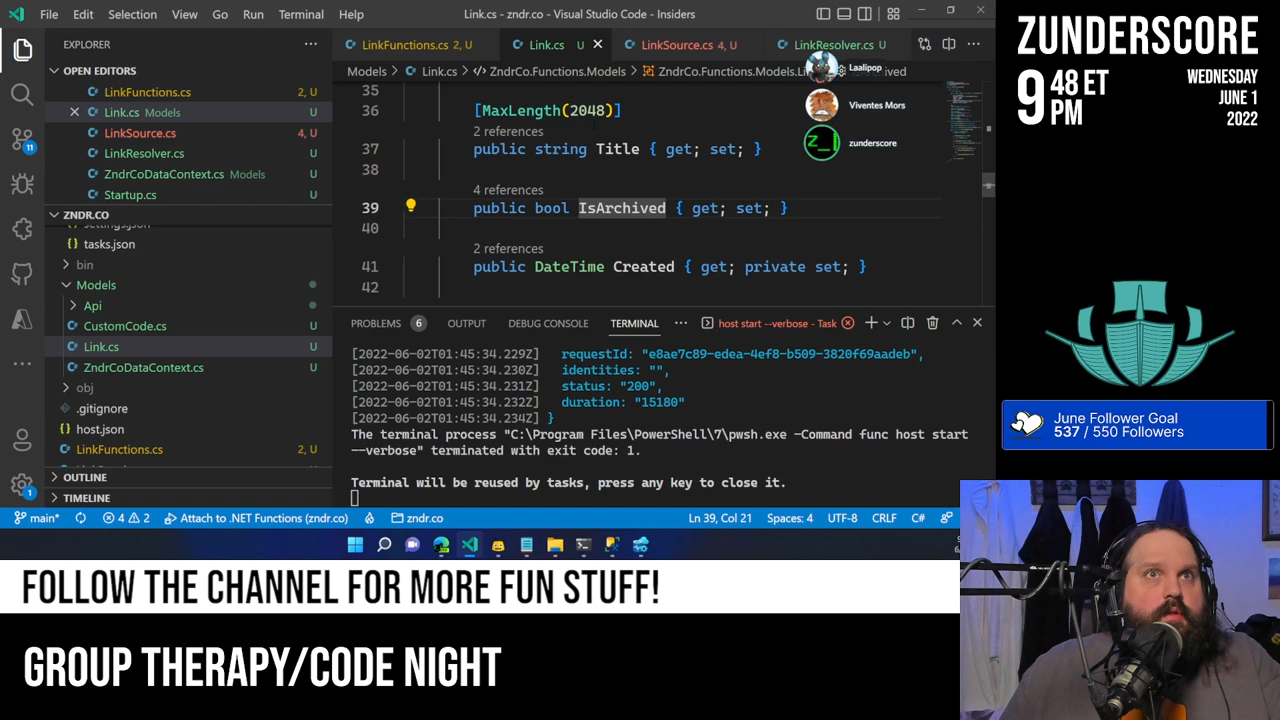 File Edit Selection View Go Run Terminal Help
Link.cs - zndr.co - Visual Studio Code - Insiders
EXPLORER
OPEN EDITORS
LinkFunctions.cs 2, U
Link.cs Models U
LinkSource.cs 4, U
LinkResolver.cs U
ZndrCoDataContext.cs Models U
Startup.cs U
ZNDR.CO
settings.json
tasks.json
bin
Models
Api
CustomCode.cs U
Link.cs U
ZndrCoDataContext.cs U
obj
.gitignore
host.json
LinkFunctions.cs 2, U
OUTLINE
TIMELINE
11
1
LinkFunctions.cs 2, U
Link.cs U
LinkSource.cs 4, U
LinkResolver.cs U
Models > Link.cs > ZndrCo.Functions.Models > ZndrCo.Functions.Models.
35
36 [MaxLength(2048)]
2 references
37 public string Title { get; set; }
38
4 references
39 public bool IsArchived { get; set; }
40
2 references
41 public DateTime Created { get; private set; }
42
Laalipop
Viventes Mors
zunderscore
PROBLEMS 6 OUTPUT DEBUG CONSOLE TERMINAL host start --verbose - Task
[2022-06-02T01:45:34.229Z] requestId: "e8ae7c89-edea-4ef8-b509-3820f69aadeb",
[2022-06-02T01:45:34.230Z] identities: "",
[2022-06-02T01:45:34.231Z] status: "200",
[2022-06-02T01:45:34.232Z] duration: "15180"
[2022-06-02T01:45:34.234Z] }
The terminal process "C:\Program Files\PowerShell\7\pwsh.exe -Command func host start
--verbose" terminated with exit code: 1.
Terminal will be reused by tasks, press any key to close it.
main* 4 2 Attach to .NET Functions (zndr.co) zndr.co Ln 39, Col 21 Spaces: 4 UTF-8 CRLF C#
ZUNDERSCORE
9 48 ET PM
WEDNESDAY
JUNE 1
2022
June Follower Goal
537 / 550 Followers
FOLLOW THE CHANNEL FOR MORE FUN STUFF!
GROUP THERAPY/CODE NIGHT